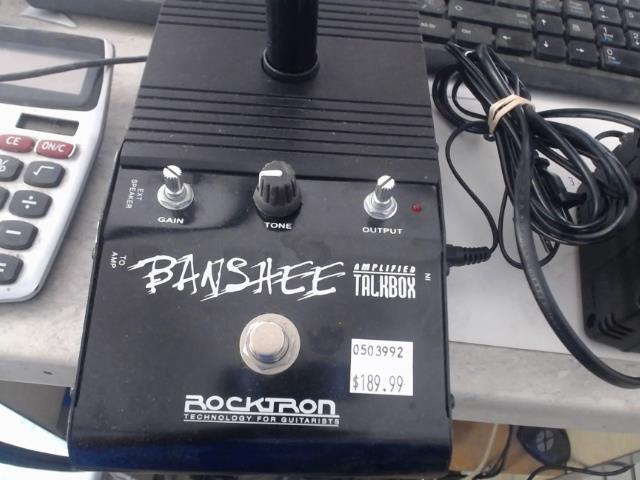 CE
ON/C
%
√
÷
−
=
EXT
SPEAKER
GAIN
TONE
OUTPUT
TO
AMP
BANSHEE
AMPLIFIED
TALKBOX
IN
0503992
$189.99
ROCKTRON
TECHNOLOGY FOR GUITARISTS